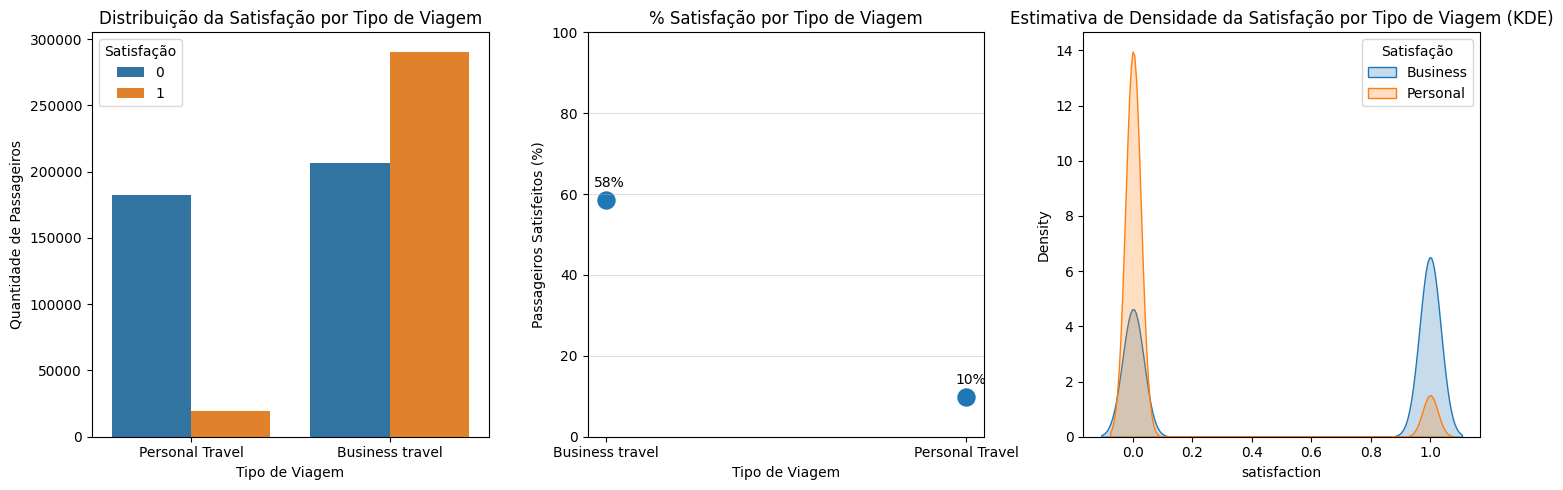 Distribuição da Satisfação por Tipo de Viagem
Satisfação
0
1
300000
250000
200000
150000
100000
50000
0
Quantidade de Passageiros
Personal Travel
Business travel
Tipo de Viagem
% Satisfação por Tipo de Viagem
100
80
60
40
20
0
Passageiros Satisfeitos (%)
58%
10%
Business travel
Personal Travel
Tipo de Viagem
Estimativa de Densidade da Satisfação por Tipo de Viagem (KDE)
Satisfação
Business
Personal
14
12
10
8
6
4
2
0
Density
0.0
0.2
0.4
0.6
0.8
1.0
satisfaction